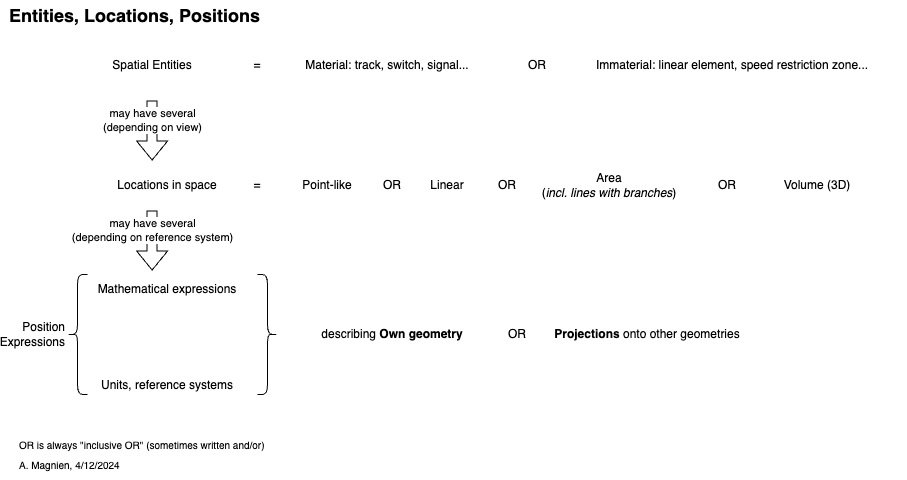 Entities, Locations, Positions
Spatial Entities = Material: track, switch, signal... OR Immaterial: linear element, speed restriction zone...
may have several
(depending on view)
Locations in space = Point-like OR Linear OR Area OR Volume (3D)
(incl. lines with branches)
may have several
(depending on reference system)
Mathematical expressions
Position
Expressions
describing Own geometry OR Projections onto other geometries
Units, reference systems
OR is always "inclusive OR" (sometimes written and/or)
A. Magnien, 4/12/2024